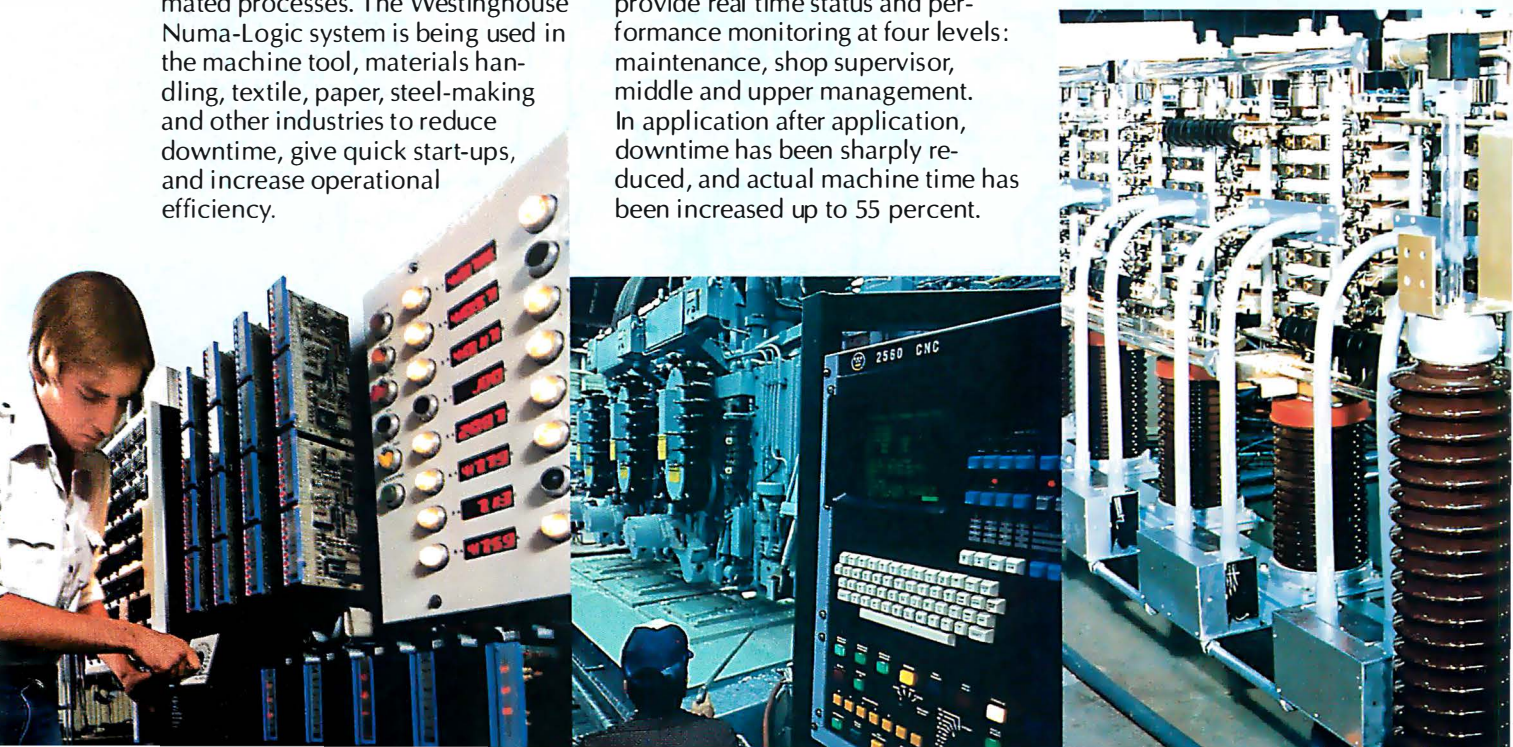 mated processes. The Westinghouse
Numa-Logic system is being used in
the machine tool, materials han-
dling, textile, paper, steel-making
and other industries to reduce
downtime, give quick start-ups,
and increase operational
efficiency.
provide real time status and per-
formance monitoring at four levels:
maintenance, shop supervisor,
middle and upper management.
In application after application,
downtime has been sharply re-
duced, and actual machine time has
been increased up to 55 percent.
2560 CNC